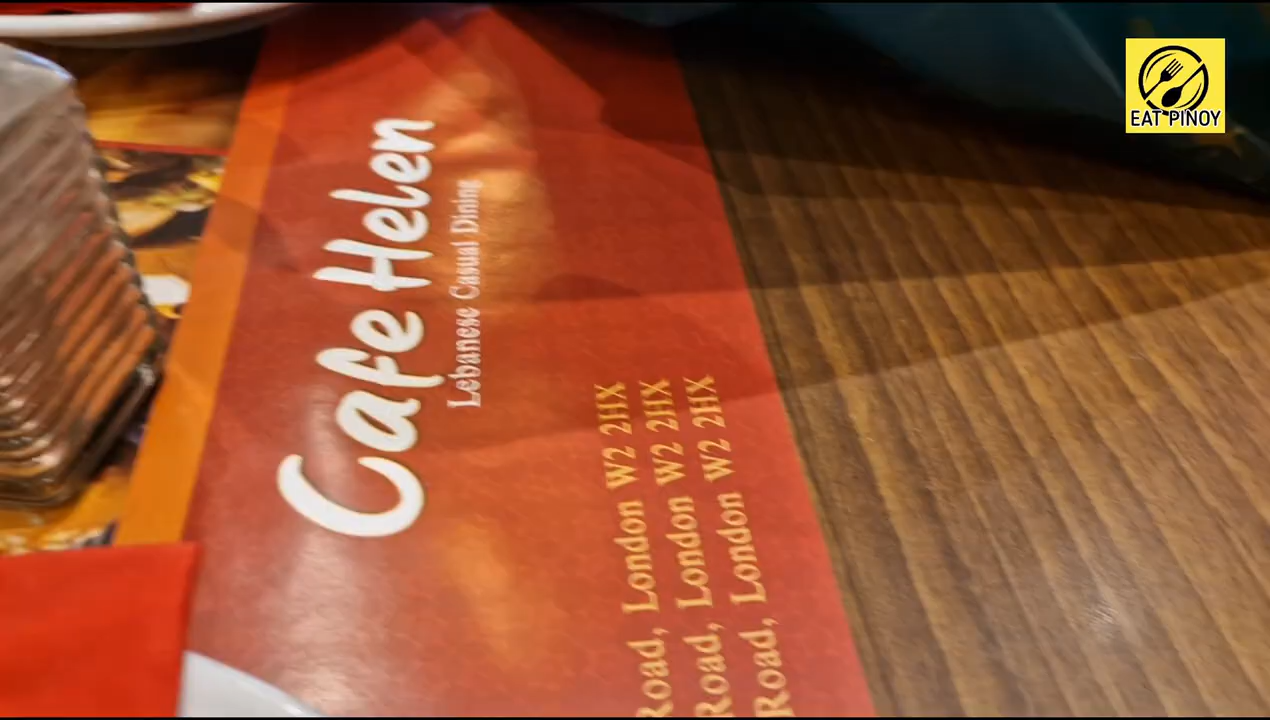 Cafe Helen
Lebanese Casual Dining
Road, London W2 2HX
Road, London W2 2HX
Road, London W2 2HX
EAT PINOY